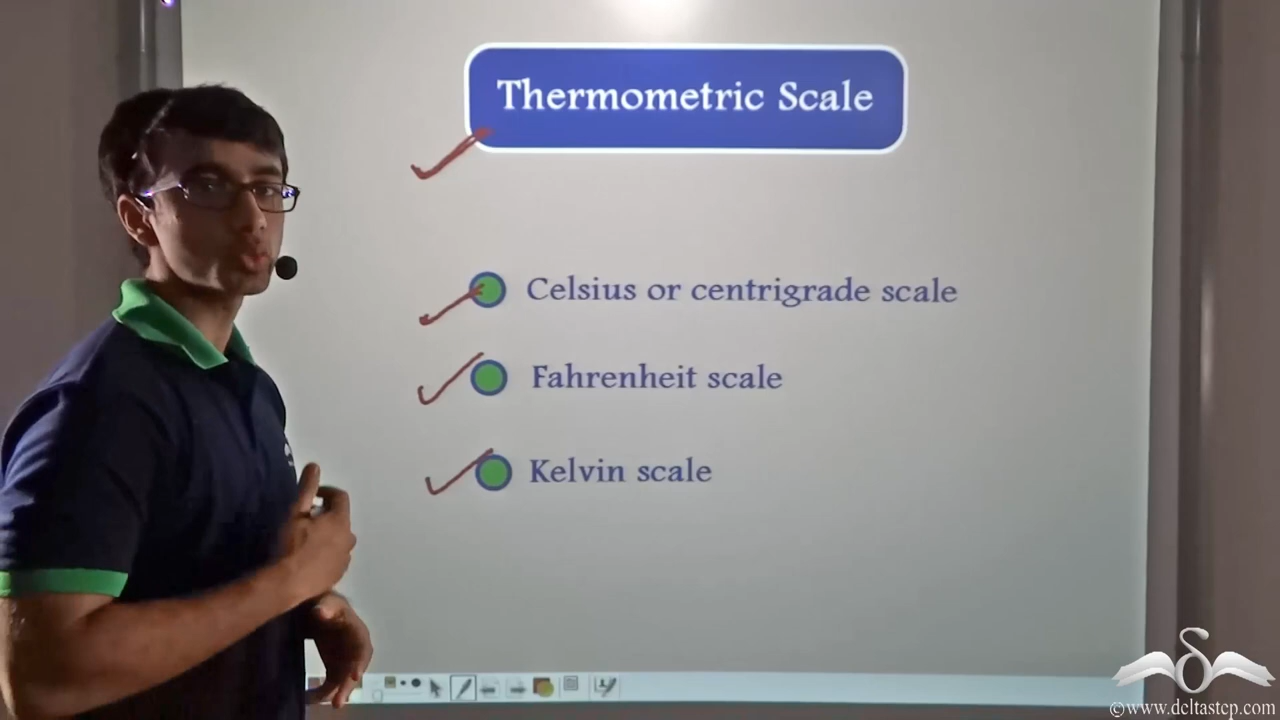 Thermometric Scale
Celsius or centrigrade scale
Fahrenheit scale
Kelvin scale
©www.deltastep.com